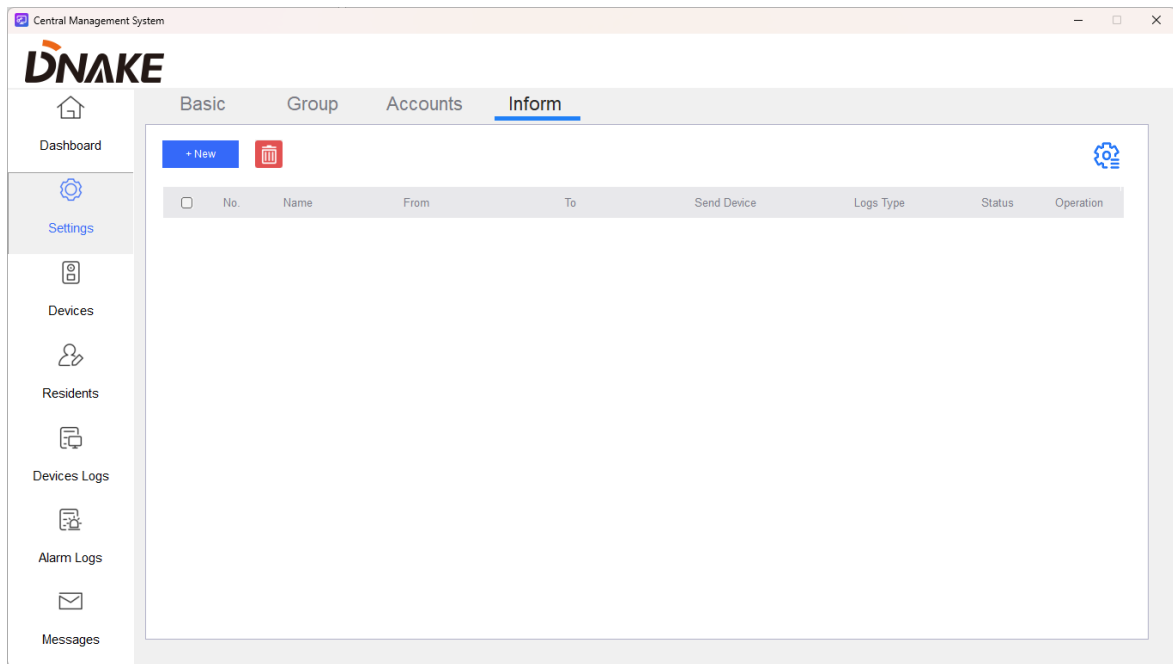 Central Management System
DNAKE
Dashboard
Settings
Devices
Residents
Devices Logs
Alarm Logs
Messages
Basic Group Accounts Inform
+ New
No. Name From To Send Device Logs Type Status Operation